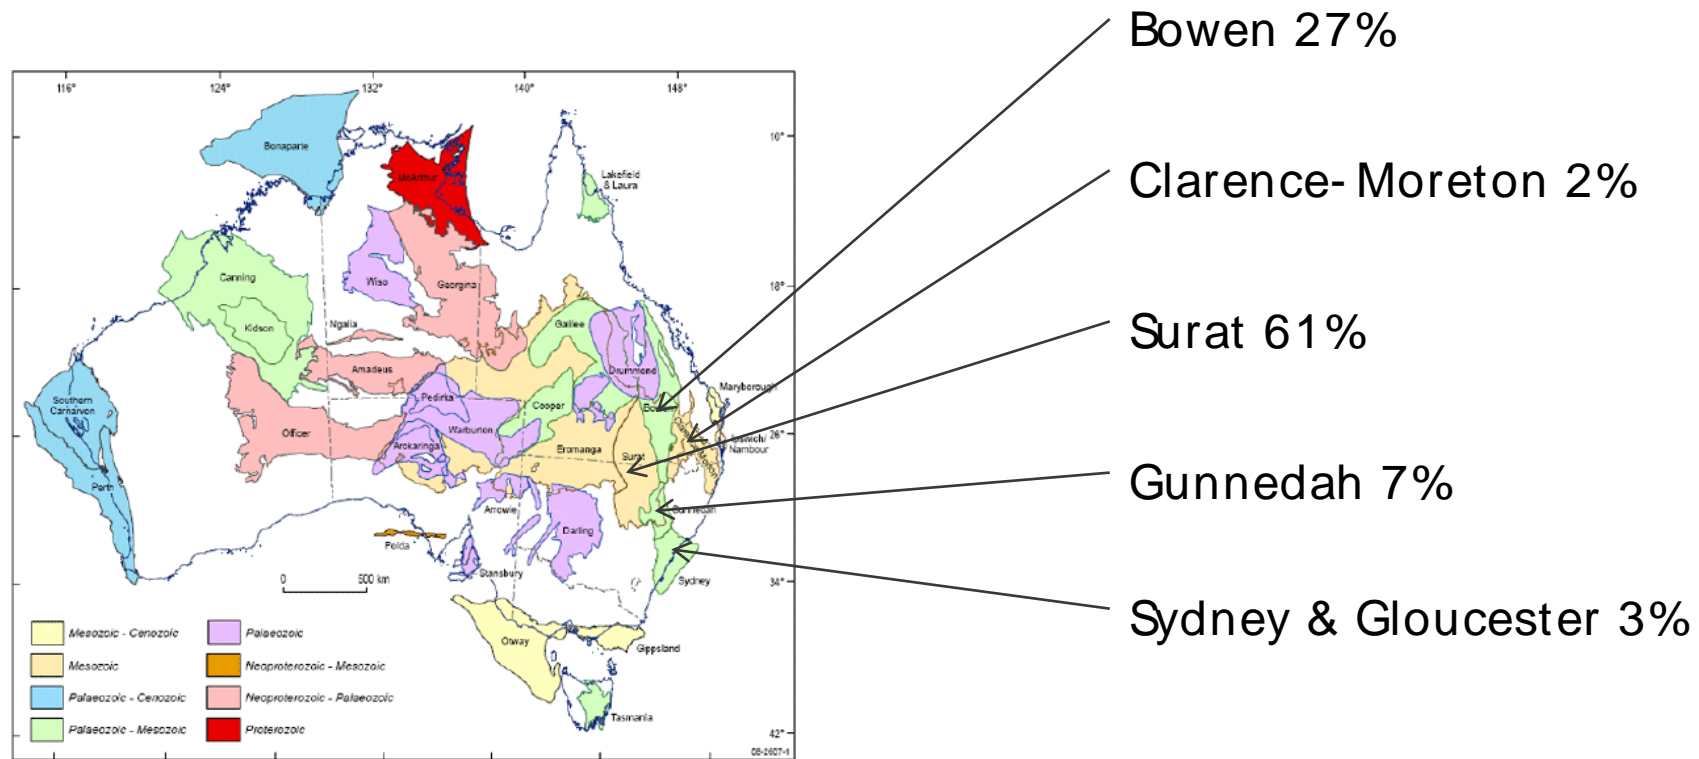 Bowen 27%
Clarence- Moreton 2%
Surat 61%
Gunnedah 7%
Sydney & Gloucester 3%
116°
124°
132°
140°
148°
10°
Bonaparte
McArthur
Lakefield
& Laura
18°
Canning
Wiso
Georgina
Kidson
Ngalia
Galilee
Amadeus
Drummond
Maryborough
Southern
Carnarvon
Pedirka
Cooper
Bowen
Officer
Warburton
26°
Ipswich/
Nambour
Arckaringa
Eromanga
Surat
Perth
Arrowie
Gunnedah
Darling
Polda
Stansbury
0
500 km
Sydney
34°
Otway
Gippsland
Tasmania
42°
Mesozoic - Cenozoic
Mesozoic
Palaeozoic - Cenozoic
Palaeozoic - Mesozoic
Palaeozoic
Neoproterozoic - Mesozoic
Neoproterozoic - Palaeozoic
Proterozoic